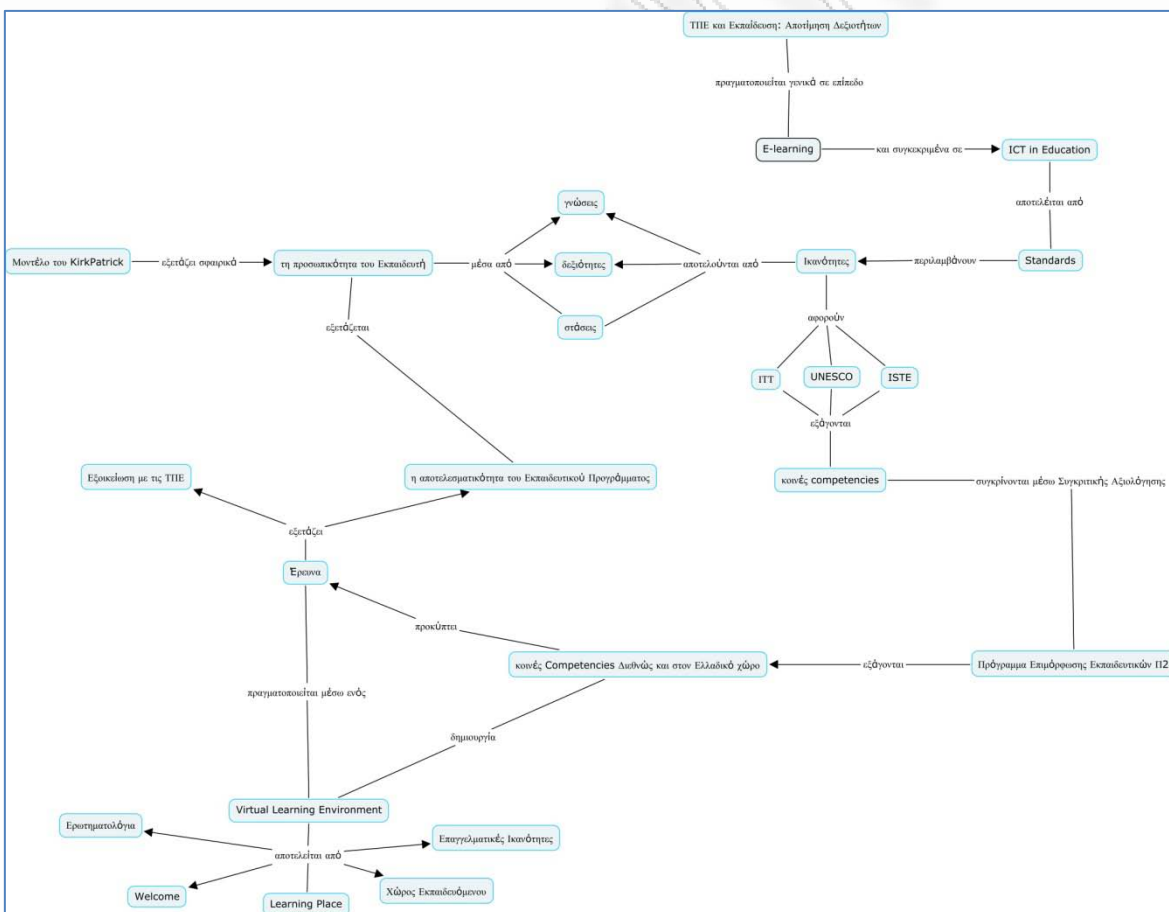 ΤΠΕ και Εκπαίδευση: Αποτίμηση Δεξιοτήτων
πραγματοποιείται γενικά σε επίπεδο
E-learning
και συγκεκριμένα σε
ICT in Education
αποτελέιται από
γνώσεις
Μοντέλο του KirkPatrick
εξετάζει σφαιρικά
τη προσωπικότητα του Εκπαιδευτή
μέσα από
δεξιότητες
αποτελούνται από
Ικανότητες
περιλαμβάνουν
Standards
εξετάζεται
στάσεις
αφορούν
ITT
UNESCO
ISTE
εξάγονται
Εξοικείωση με τις ΤΠΕ
η αποτελεσματικότητα του Εκπαιδευτικού Προγράμματος
κοινές competencies
συγκρίνονται μέσω Συγκριτικής Αξιολόγησης
εξετάζει
Έρευνα
προκύπτει
κοινές Competencies Διεθνώς και στον Ελλαδικό χώρο
εξάγονται
Πρόγραμμα Επιμόρφωσης Εκπαιδευτικών Π2
πραγματοποιείται μέσω ενός
δημιουργία
Virtual Learning Environment
Ερωτηματολόγια
Επαγγελματικές Ικανότητες
αποτελείται από
Welcome
Learning Place
Χώρος Εκπαιδευόμενου